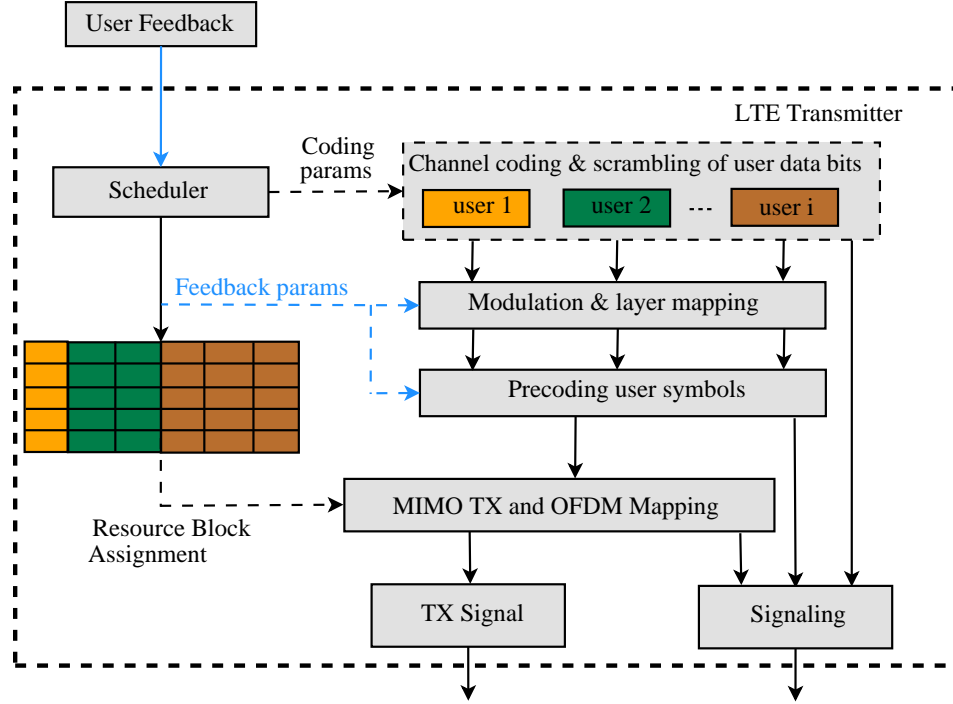 User Feedback
LTE Transmitter
Coding
params
Channel coding & scrambling of user data bits
Scheduler
user 1
user 2
---
user i
Feedback params
Modulation & layer mapping
Precoding user symbols
MIMO TX and OFDM Mapping
Resource Block
Assignment
TX Signal
Signaling